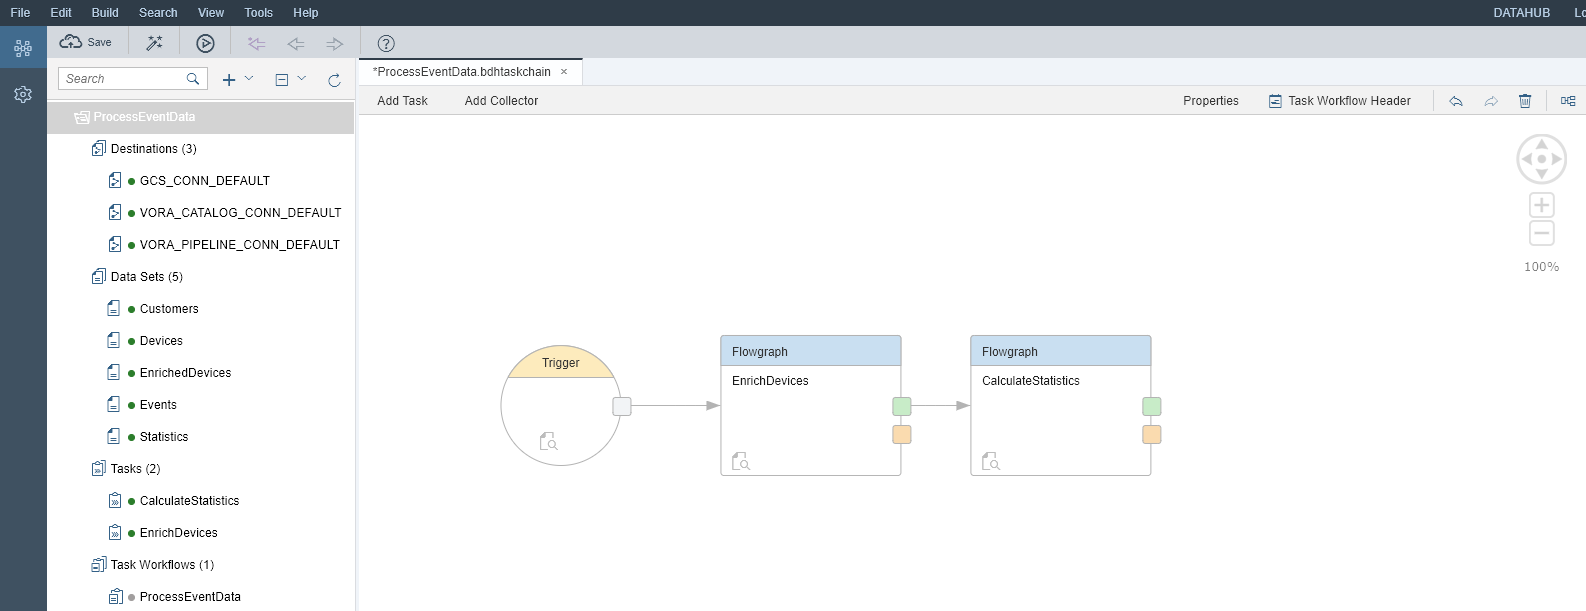 File Edit Build Search View Tools Help DATAHUB Lo
Save
Search
*ProcessEventData.bdhtaskchain
Add Task Add Collector Properties Task Workflow Header
ProcessEventData
Destinations (3)
GCS_CONN_DEFAULT
VORA_CATALOG_CONN_DEFAULT
VORA_PIPELINE_CONN_DEFAULT
Data Sets (5)
Customers
Devices
EnrichedDevices
Events
Statistics
Tasks (2)
CalculateStatistics
EnrichDevices
Task Workflows (1)
ProcessEventData
100%
Trigger
Flowgraph
EnrichDevices
Flowgraph
CalculateStatistics